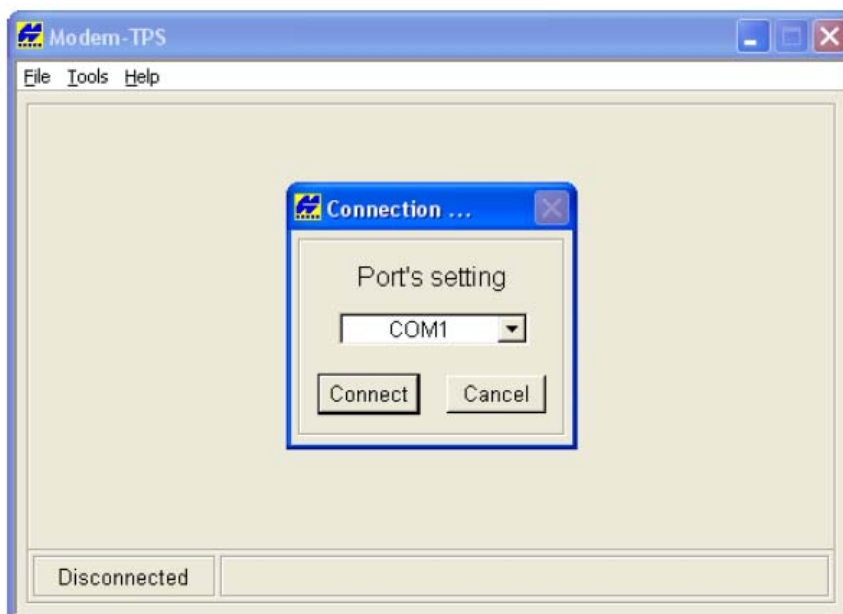 Modem-TPS
File Tools Help
Connection ...
Port's setting
COM1
Connect Cancel
Disconnected